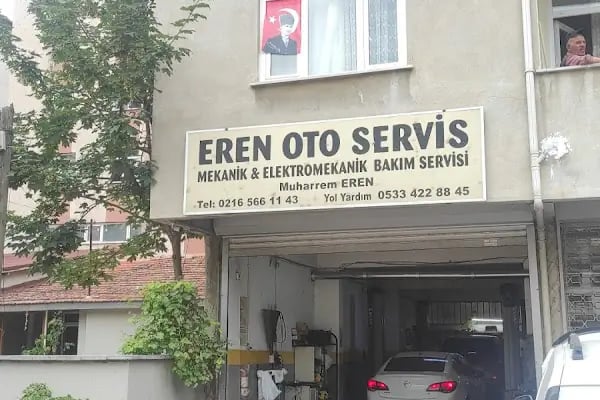 EREN OTO SERVİS
MEKANİK & ELEKTROMEKANİK BAKIM SERVİSİ
Muharrem EREN
Tel: 0216 566 11 43 Yol Yardım 0533 422 88 45